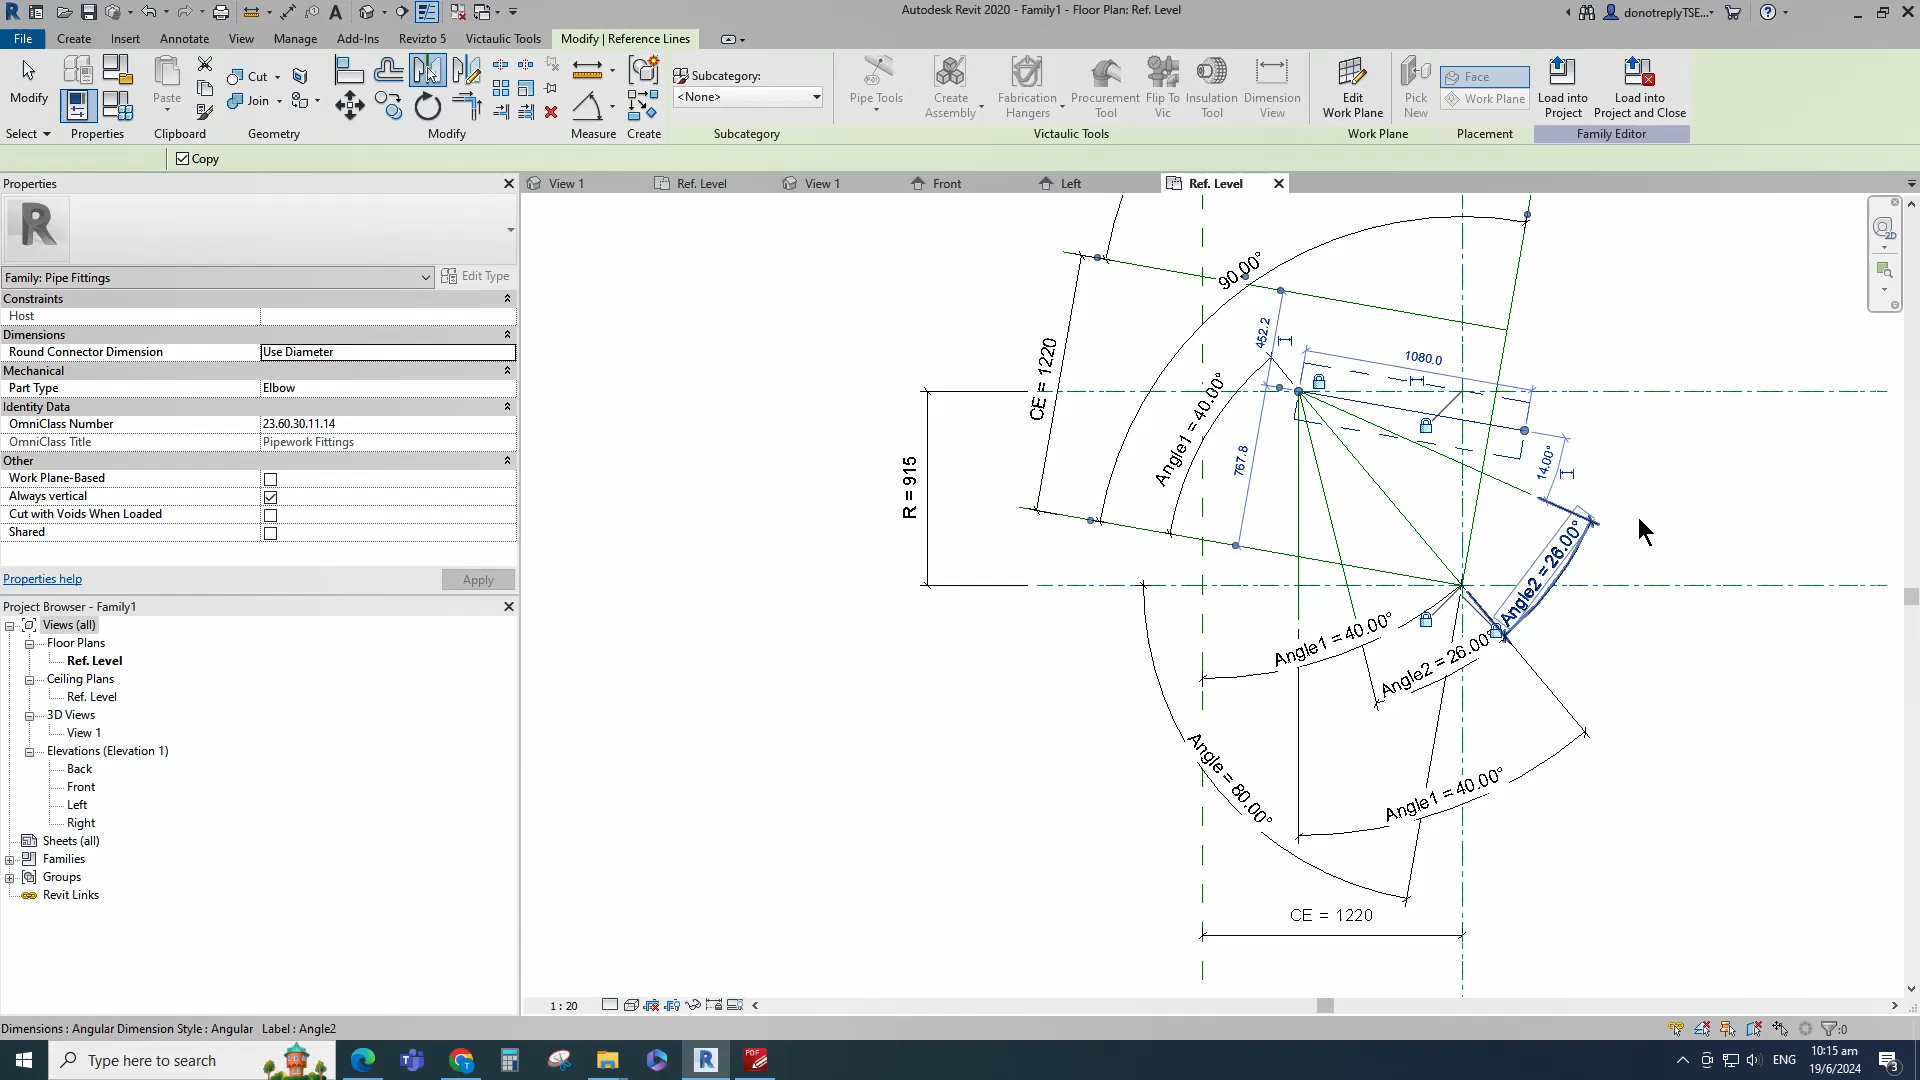 Autodesk Revit 2020 - Family1 - Floor Plan: Ref. Level
donotreplyTSE...
File Create Insert Annotate View Manage Add-Ins Revizto 5 Victaulic Tools Modify | Reference Lines
Modify
Select
Properties
Paste
Cut
Join
Clipboard
Geometry
Modify
Measure
Create
Subcategory:
<None>
Subcategory
Pipe Tools
Create Assembly
Fabrication Hangers
Procurement Tool
Flip To Vic
Insulation Tool
Dimension View
Victaulic Tools
Edit Work Plane
Work Plane
Pick New
Face
Work Plane
Placement
Load into Project
Load into Project and Close
Family Editor
Copy
Properties
View 1 Ref. Level View 1 Front Left Ref. Level
R
Family: Pipe Fittings
Edit Type
Constraints
Host
Dimensions
Round Connector Dimension Use Diameter
Mechanical
Part Type Elbow
Identity Data
OmniClass Number 23.60.30.11.14
OmniClass Title Pipework Fittings
Other
Work Plane-Based
Always vertical
Cut with Voids When Loaded
Shared
Properties help
Apply
Project Browser - Family1
Views (all)
Floor Plans
Ref. Level
Ceiling Plans
Ref. Level
3D Views
View 1
Elevations (Elevation 1)
Back
Front
Left
Right
Sheets (all)
Families
Groups
Revit Links
2D
90.00°
452.2
1080.0
CE = 1220
Angle1 = 40.00°
767.8
14.00°
R = 915
Angle2 = 26.00°
Angle1 = 40.00°
Angle2 = 26.00°
Angle = 80.00°
Angle1 = 40.00°
CE = 1220
1 : 20
Dimensions : Angular Dimension Style : Angular Label : Angle2
:0
Type here to search
R
PDF
ENG
10:15 am
19/6/2024
3